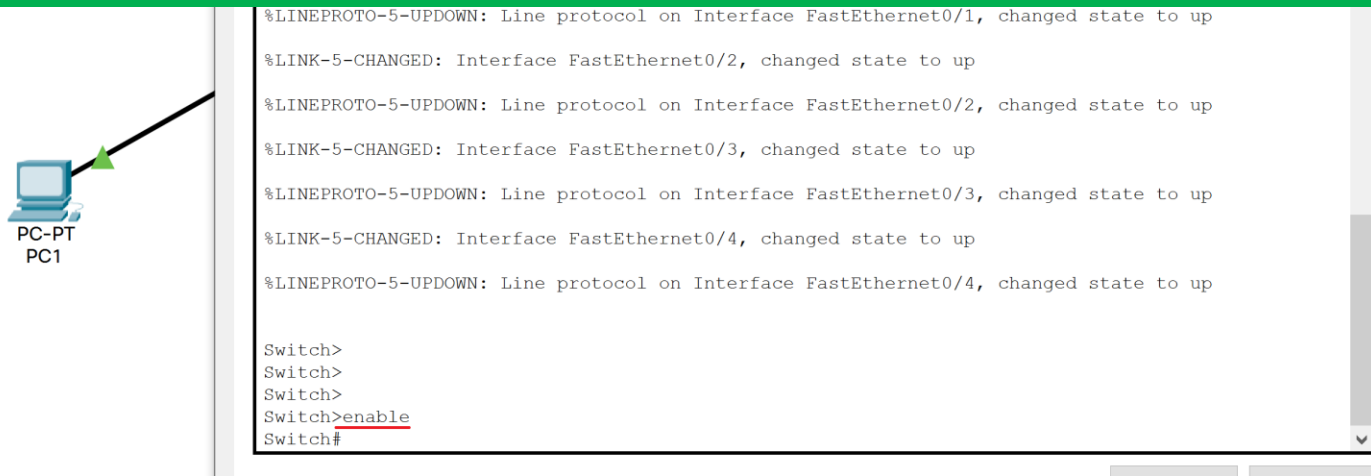 %LINEPROTO-5-UPDOWN: Line protocol on Interface FastEthernet0/1, changed state to up
%LINK-5-CHANGED: Interface FastEthernet0/2, changed state to up
%LINEPROTO-5-UPDOWN: Line protocol on Interface FastEthernet0/2, changed state to up
%LINK-5-CHANGED: Interface FastEthernet0/3, changed state to up
%LINEPROTO-5-UPDOWN: Line protocol on Interface FastEthernet0/3, changed state to up
%LINK-5-CHANGED: Interface FastEthernet0/4, changed state to up
%LINEPROTO-5-UPDOWN: Line protocol on Interface FastEthernet0/4, changed state to up
Switch>
Switch>
Switch>
Switch>enable
Switch#
PC-PT
PC1